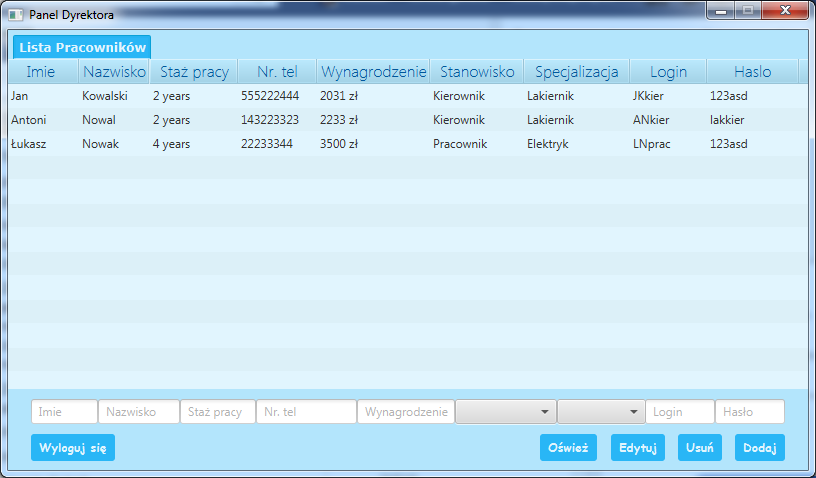 Panel Dyrektora
Lista Pracowników
Imie Nazwisko Staż pracy Nr. tel Wynagrodzenie Stanowisko Specjalizacja Login Haslo
Jan Kowalski 2 years 555222444 2031 zł Kierownik Lakiernik JKkier 123asd
Antoni Nowal 2 years 143223323 2233 zł Kierownik Lakiernik ANkier lakkier
Łukasz Nowak 4 years 22233344 3500 zł Pracownik Elektryk LNprac 123asd
Imie Nazwisko Staż pracy Nr. tel Wynagrodzenie Login Hasło
Wyloguj się Ośwież Edytuj Usuń Dodaj